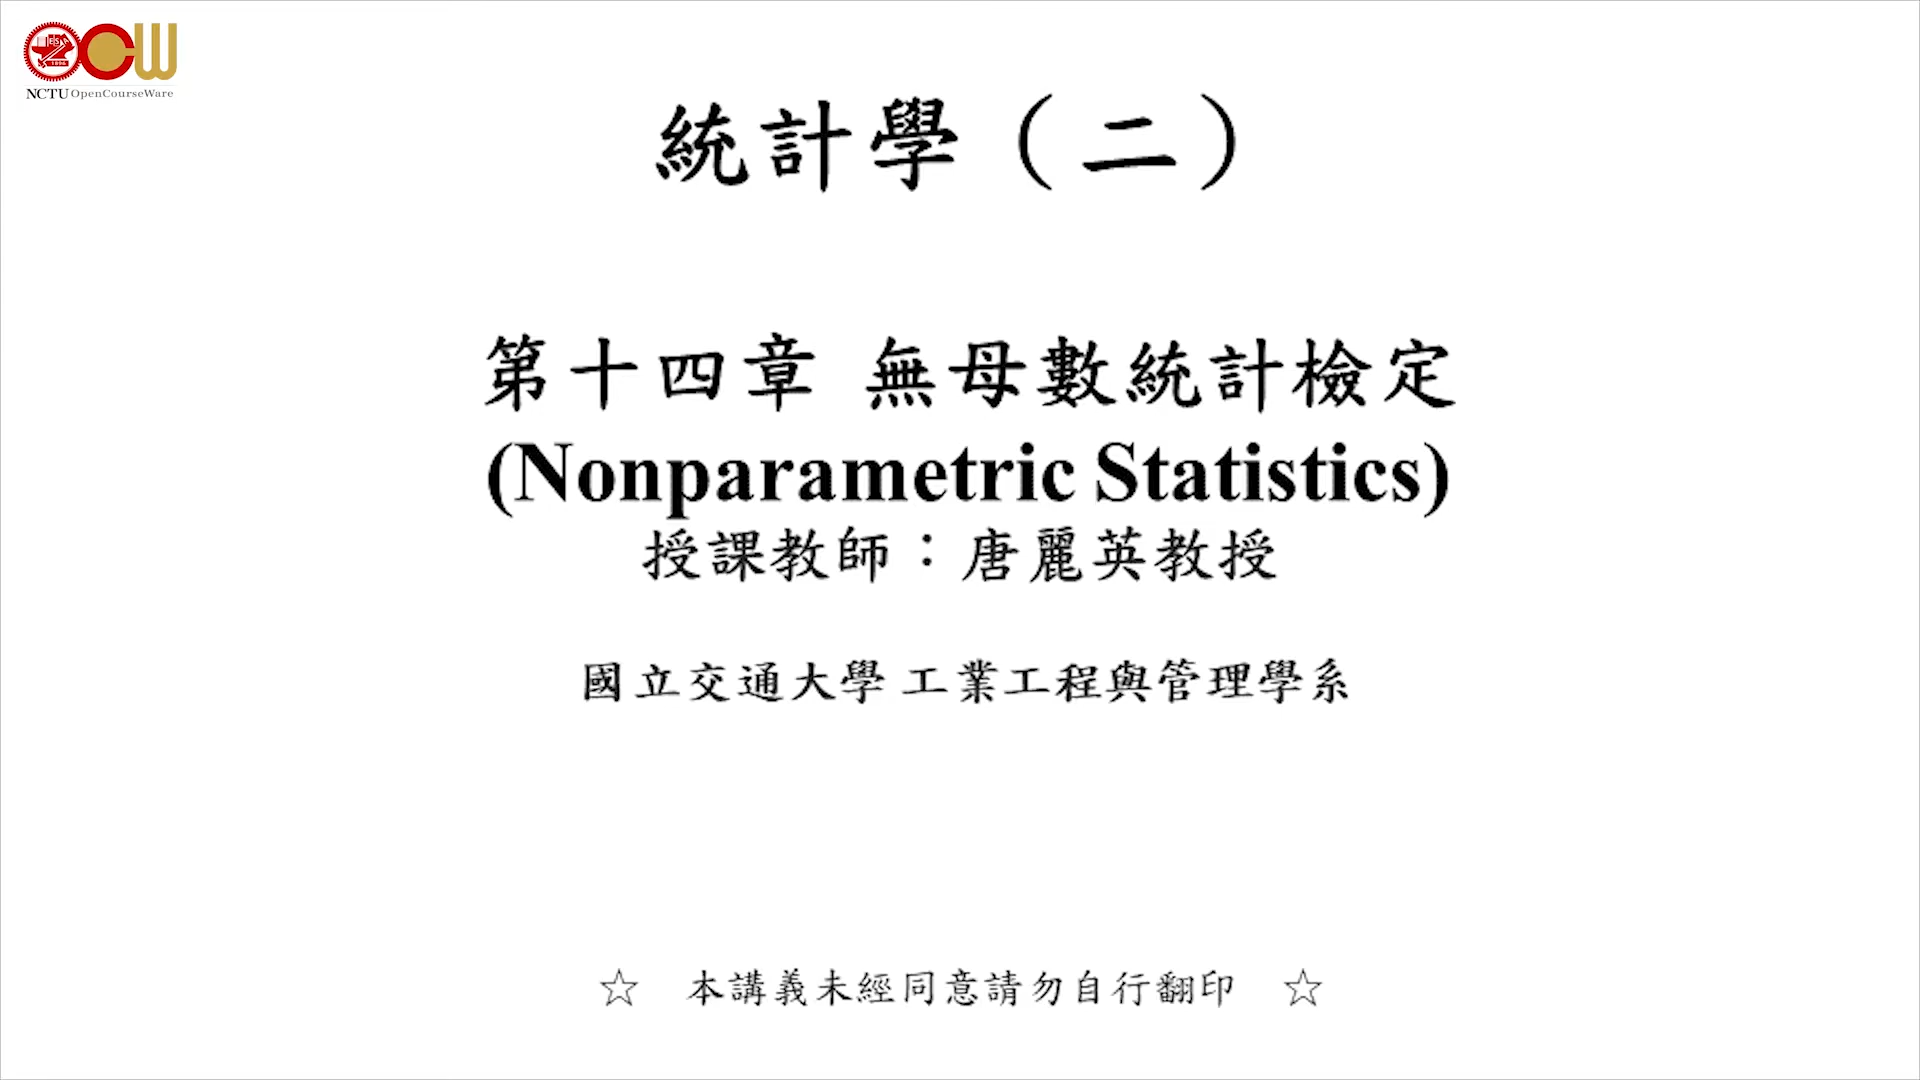 NCTU OpenCourseWare
統計學（二）
第十四章 無母數統計檢定
(Nonparametric Statistics)
授課教師：唐麗英教授
國立交通大學 工業工程與管理學系
☆ 本講義未經同意請勿自行翻印 ☆